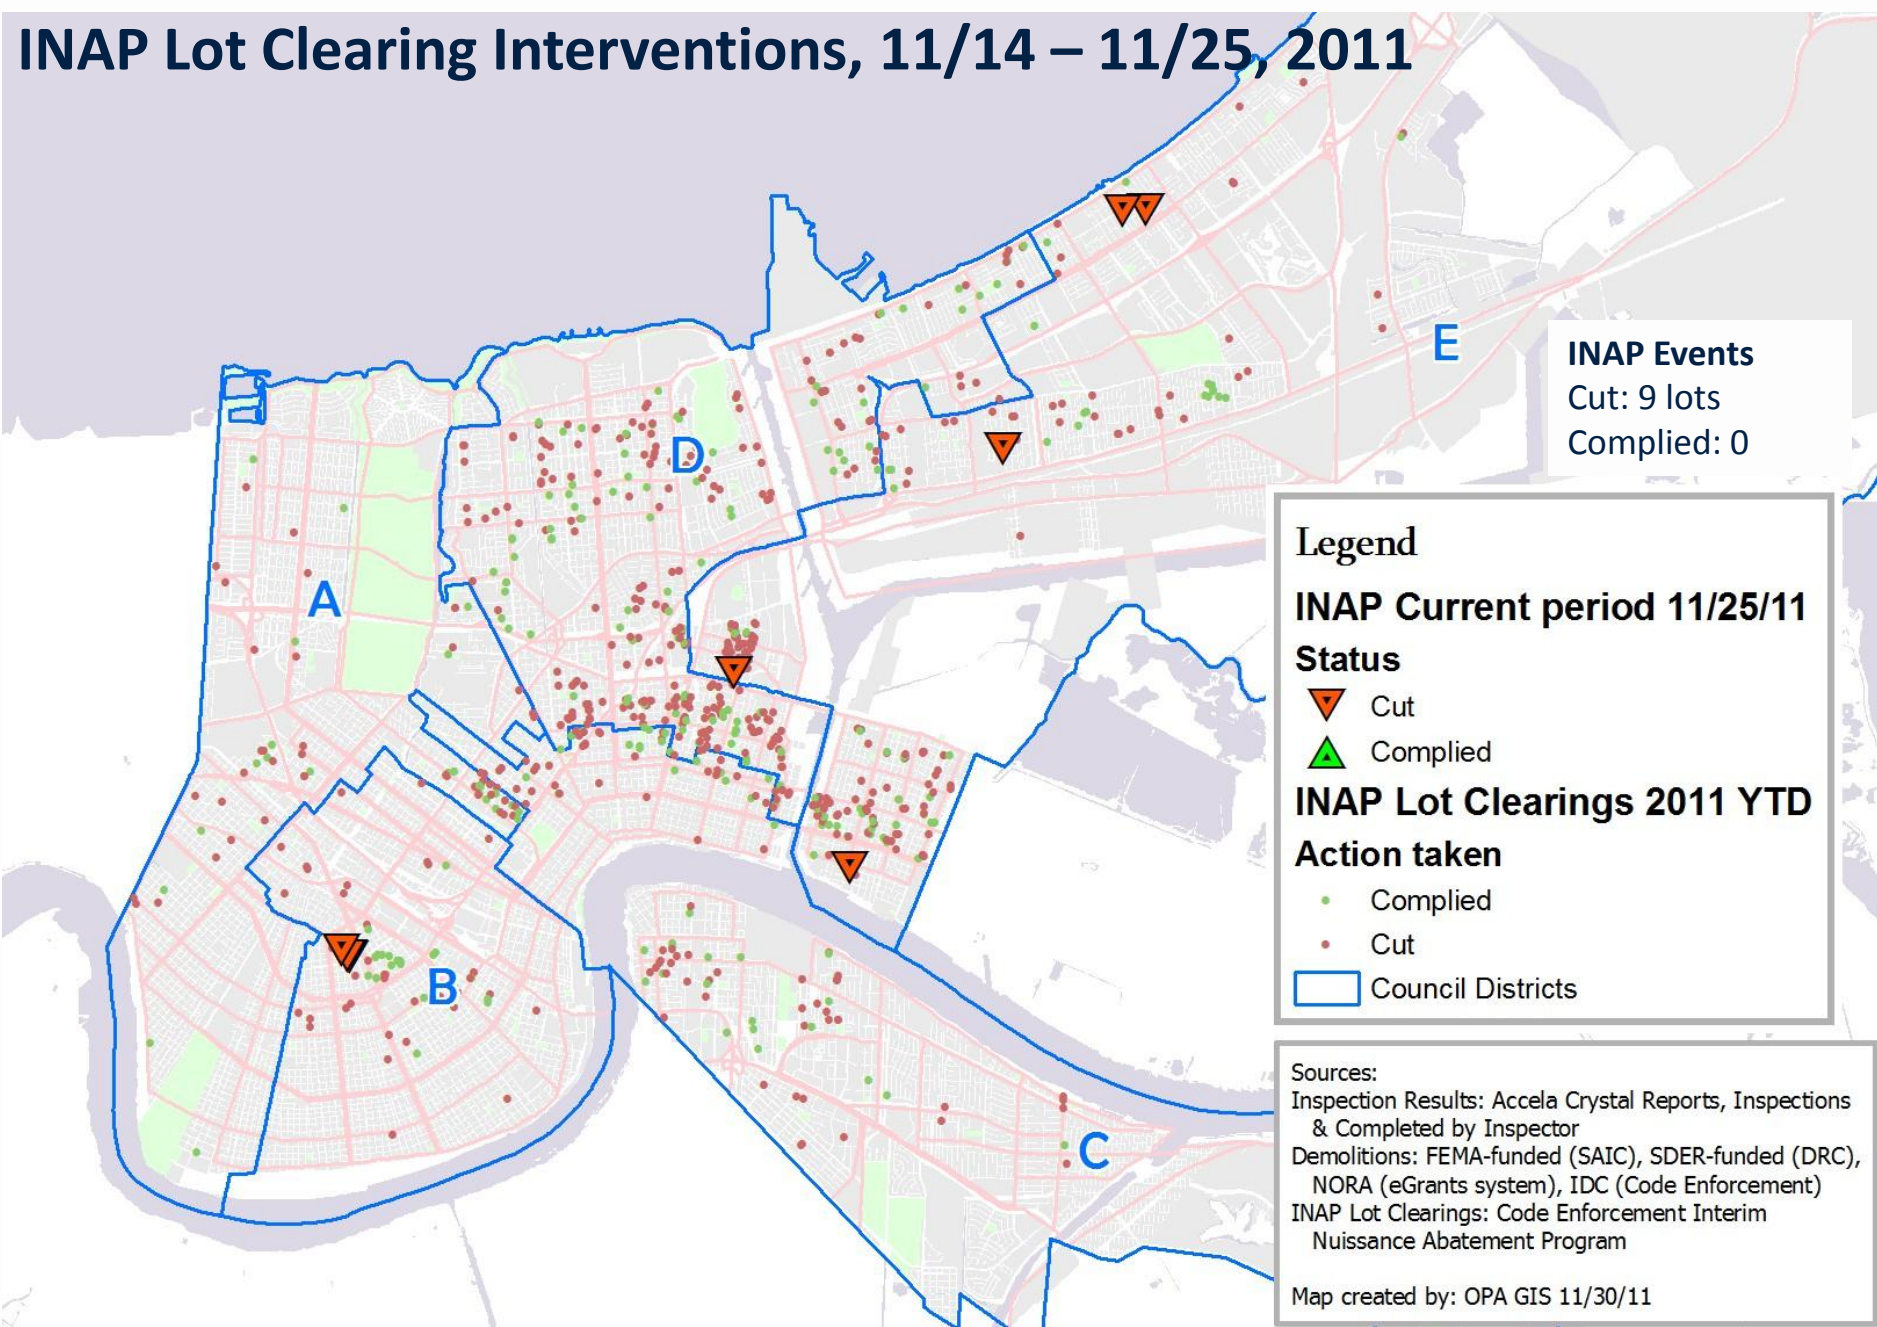 INAP Lot Clearing Interventions, 11/14 – 11/25, 2011
E
INAP Events
Cut: 9 lots
Complied: 0
D
A
B
C
Legend
INAP Current period 11/25/11
Status
Cut
Complied
INAP Lot Clearings 2011 YTD
Action taken
Complied
Cut
Council Districts
Sources:
Inspection Results: Accela Crystal Reports, Inspections
& Completed by Inspector
Demolitions: FEMA-funded (SAIC), SDER-funded (DRC),
NORA (eGrants system), IDC (Code Enforcement)
INAP Lot Clearings: Code Enforcement Interim
Nuissance Abatement Program
Map created by: OPA GIS 11/30/11